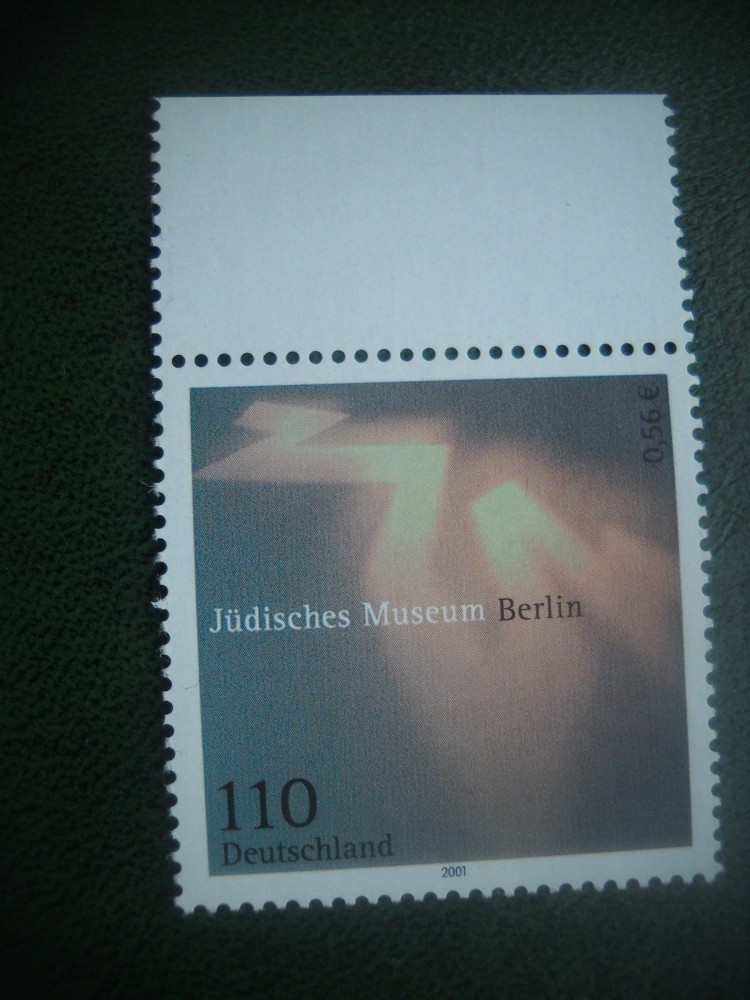 0,56 €
Jüdisches Museum Berlin
110
Deutschland
2001